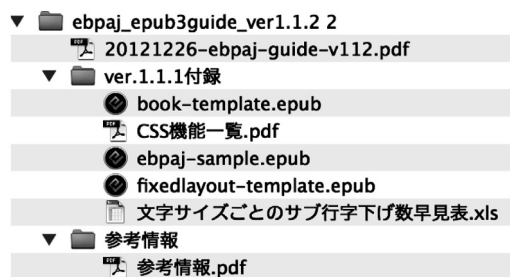 ebpaj_epub3guide_ver1.1.2 2
20121226-ebpaj-guide-v112.pdf
ver.1.1.1付録
book-template.epub
CSS機能一覧.pdf
ebpaj-sample.epub
fixedlayout-template.epub
文字サイズごとのサブ行字下げ数早見表.xls
参考情報
参考情報.pdf